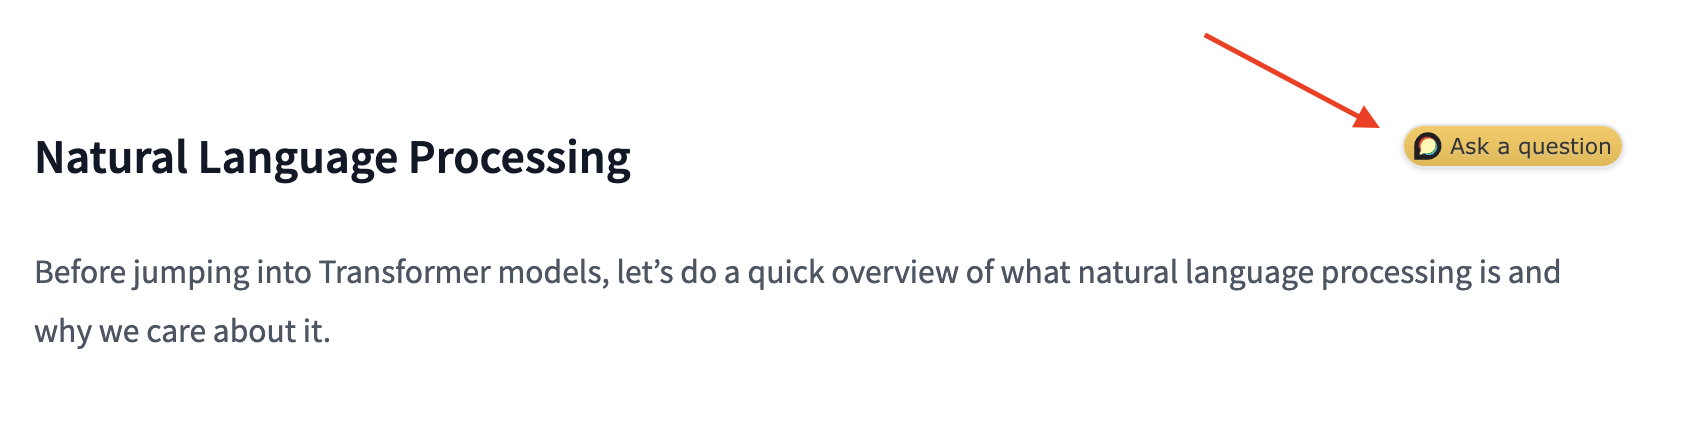 Natural Language Processing
Ask a question
Before jumping into Transformer models, let’s do a quick overview of what natural language processing is and
why we care about it.